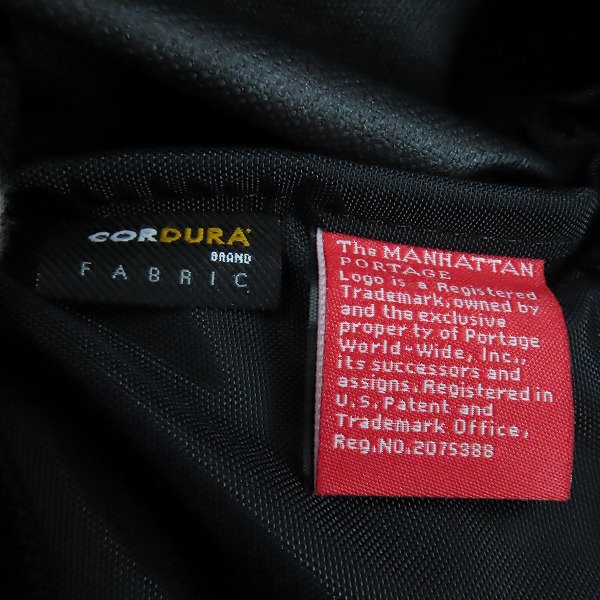 CORDURA®
BRAND
FABRIC
The MANHATTAN
PORTAGE
Logo is a Registered
Trademark, owned by
and the exclusive
property of Portage
World-Wide, Inc.,
its successors and
assigns. Registered in
U.S. Patent and
Trademark Office,
Reg.NO.2075388